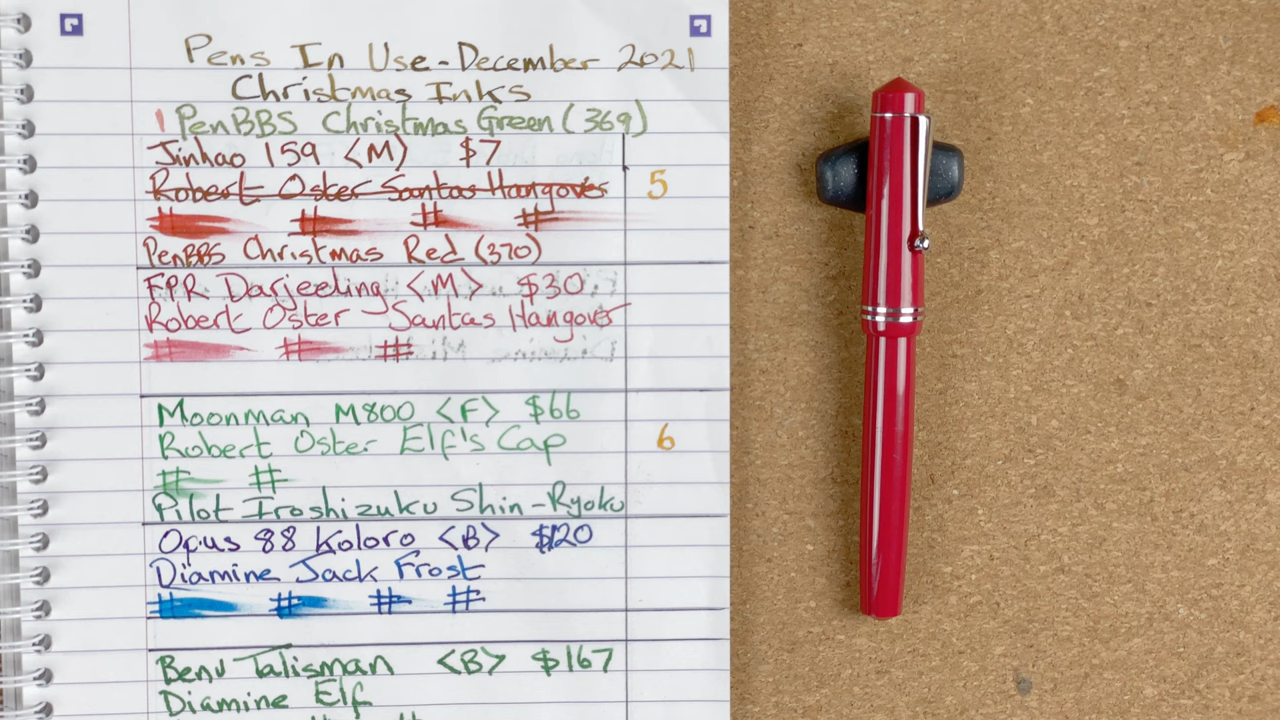 Pens In Use - December 2021
Christmas Inks
1 PenBBS Christmas Green (369)
Jinhao 159 <M> $7
Robert Oster Santas Hangover 5
# # # #
PenBBS Christmas Red (370)
FPR Darjeeling <M> $30
Robert Oster Santas Hangover
# # #
Moonman M800 <F> $66
Robert Oster Elf's Cap 6
# #
Pilot Iroshizuku Shin-Ryoku
Opus 88 Koloro <B> $120
Diamine Jack Frost
# # # #
Benu Talisman <B> $167
Diamine Elf